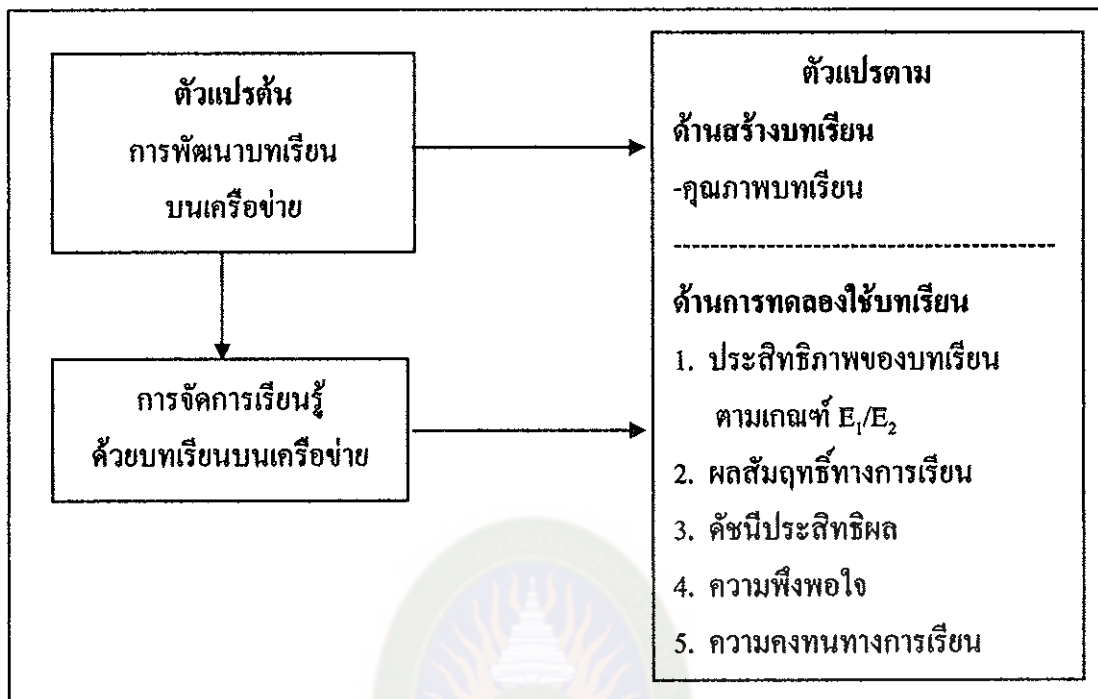 ตัวแปรต้น
การพัฒนาบทเรียน
บนเครือข่าย
การจัดการเรียนรู้
ด้วยบทเรียนบนเครือข่าย
ตัวแปรตาม
ด้านสร้างบทเรียน
-คุณภาพบทเรียน
ด้านการทดลองใช้บทเรียน
1. ประสิทธิภาพของบทเรียน
ตามเกณฑ์ E₁/E₂
2. ผลสัมฤทธิ์ทางการเรียน
3. ดัชนีประสิทธิผล
4. ความพึงพอใจ
5. ความคงทนทางการเรียน